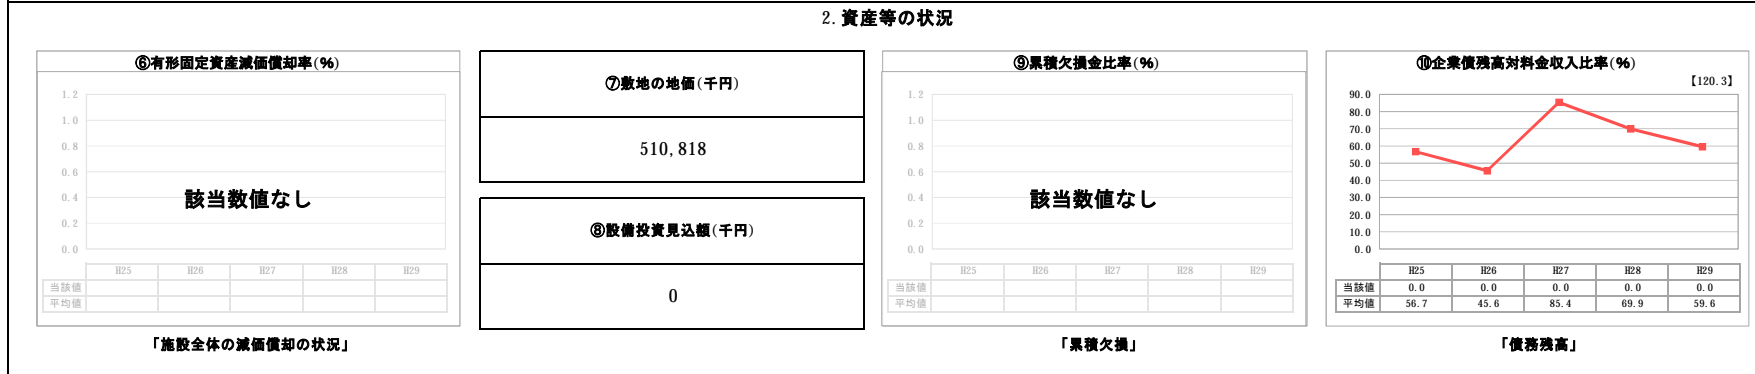 2. 資産等の状況
⑥有形固定資産減価償却率(%)
1.2
1.0
0.8
0.6
0.4
0.2
0.0
該当数値なし
H25 H26 H27 H28 H29
当該値
平均値
「施設全体の減価償却の状況」
⑦敷地の地価(千円)
510,818
⑧設備投資見込額(千円)
0
⑨累積欠損金比率(%)
1.2
1.0
0.8
0.6
0.4
0.2
0.0
該当数値なし
H25 H26 H27 H28 H29
当該値
平均値
「累積欠損」
⑩企業債残高対料金収入比率(%)
【120.3】
90.0
80.0
70.0
60.0
50.0
40.0
30.0
20.0
10.0
0.0
H25 H26 H27 H28 H29
当該値 0.0 0.0 0.0 0.0 0.0
平均値 56.7 45.6 85.4 69.9 59.6
「債務残高」